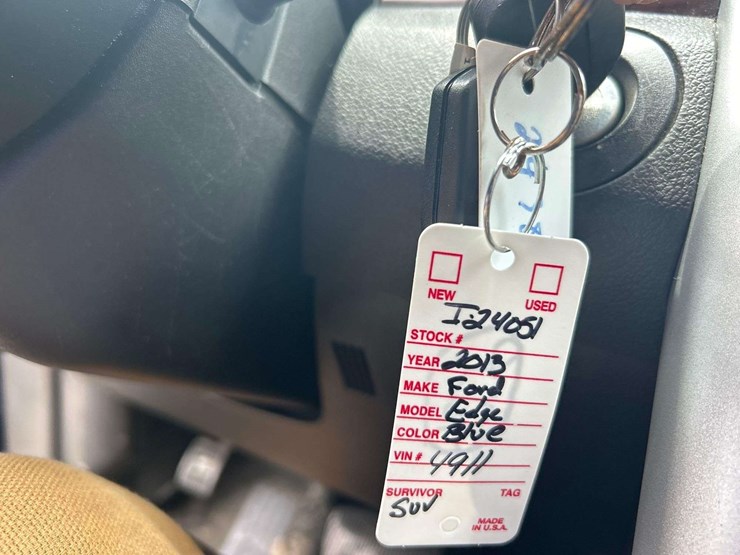 NEW USED
I24051
STOCK #
YEAR 2013
MAKE Ford
MODEL Edge
COLOR Blue
VIN # 4911
SURVIVOR TAG
SUV
MADE
IN U.S.A.